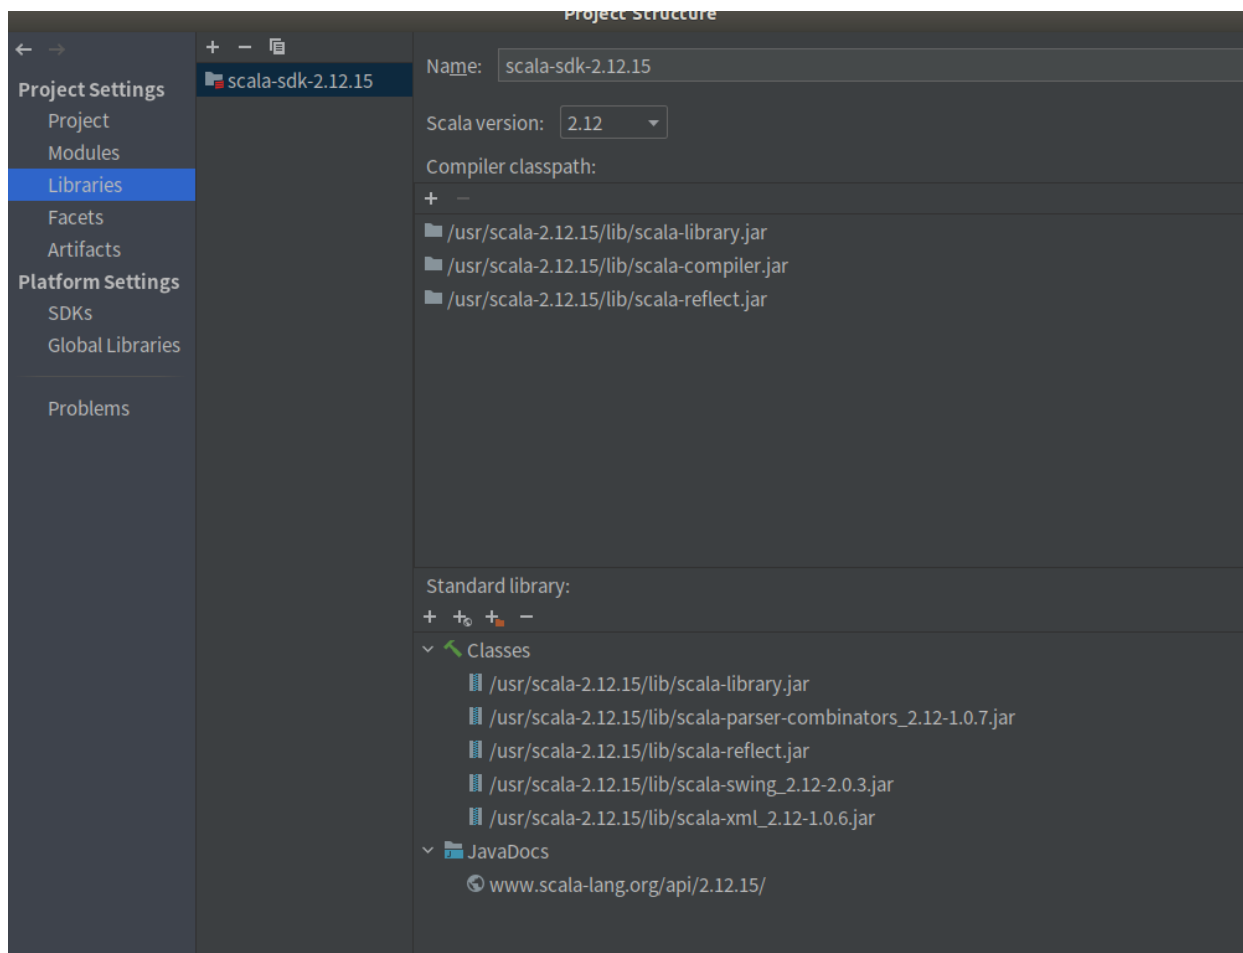 Project Structure
Project Settings
Project
Modules
Libraries
Facets
Artifacts
Platform Settings
SDKs
Global Libraries
Problems
scala-sdk-2.12.15
Name: scala-sdk-2.12.15
Scala version: 2.12
Compiler classpath:
/usr/scala-2.12.15/lib/scala-library.jar
/usr/scala-2.12.15/lib/scala-compiler.jar
/usr/scala-2.12.15/lib/scala-reflect.jar
Standard library:
Classes
/usr/scala-2.12.15/lib/scala-library.jar
/usr/scala-2.12.15/lib/scala-parser-combinators_2.12-1.0.7.jar
/usr/scala-2.12.15/lib/scala-reflect.jar
/usr/scala-2.12.15/lib/scala-swing_2.12-2.0.3.jar
/usr/scala-2.12.15/lib/scala-xml_2.12-1.0.6.jar
JavaDocs
www.scala-lang.org/api/2.12.15/